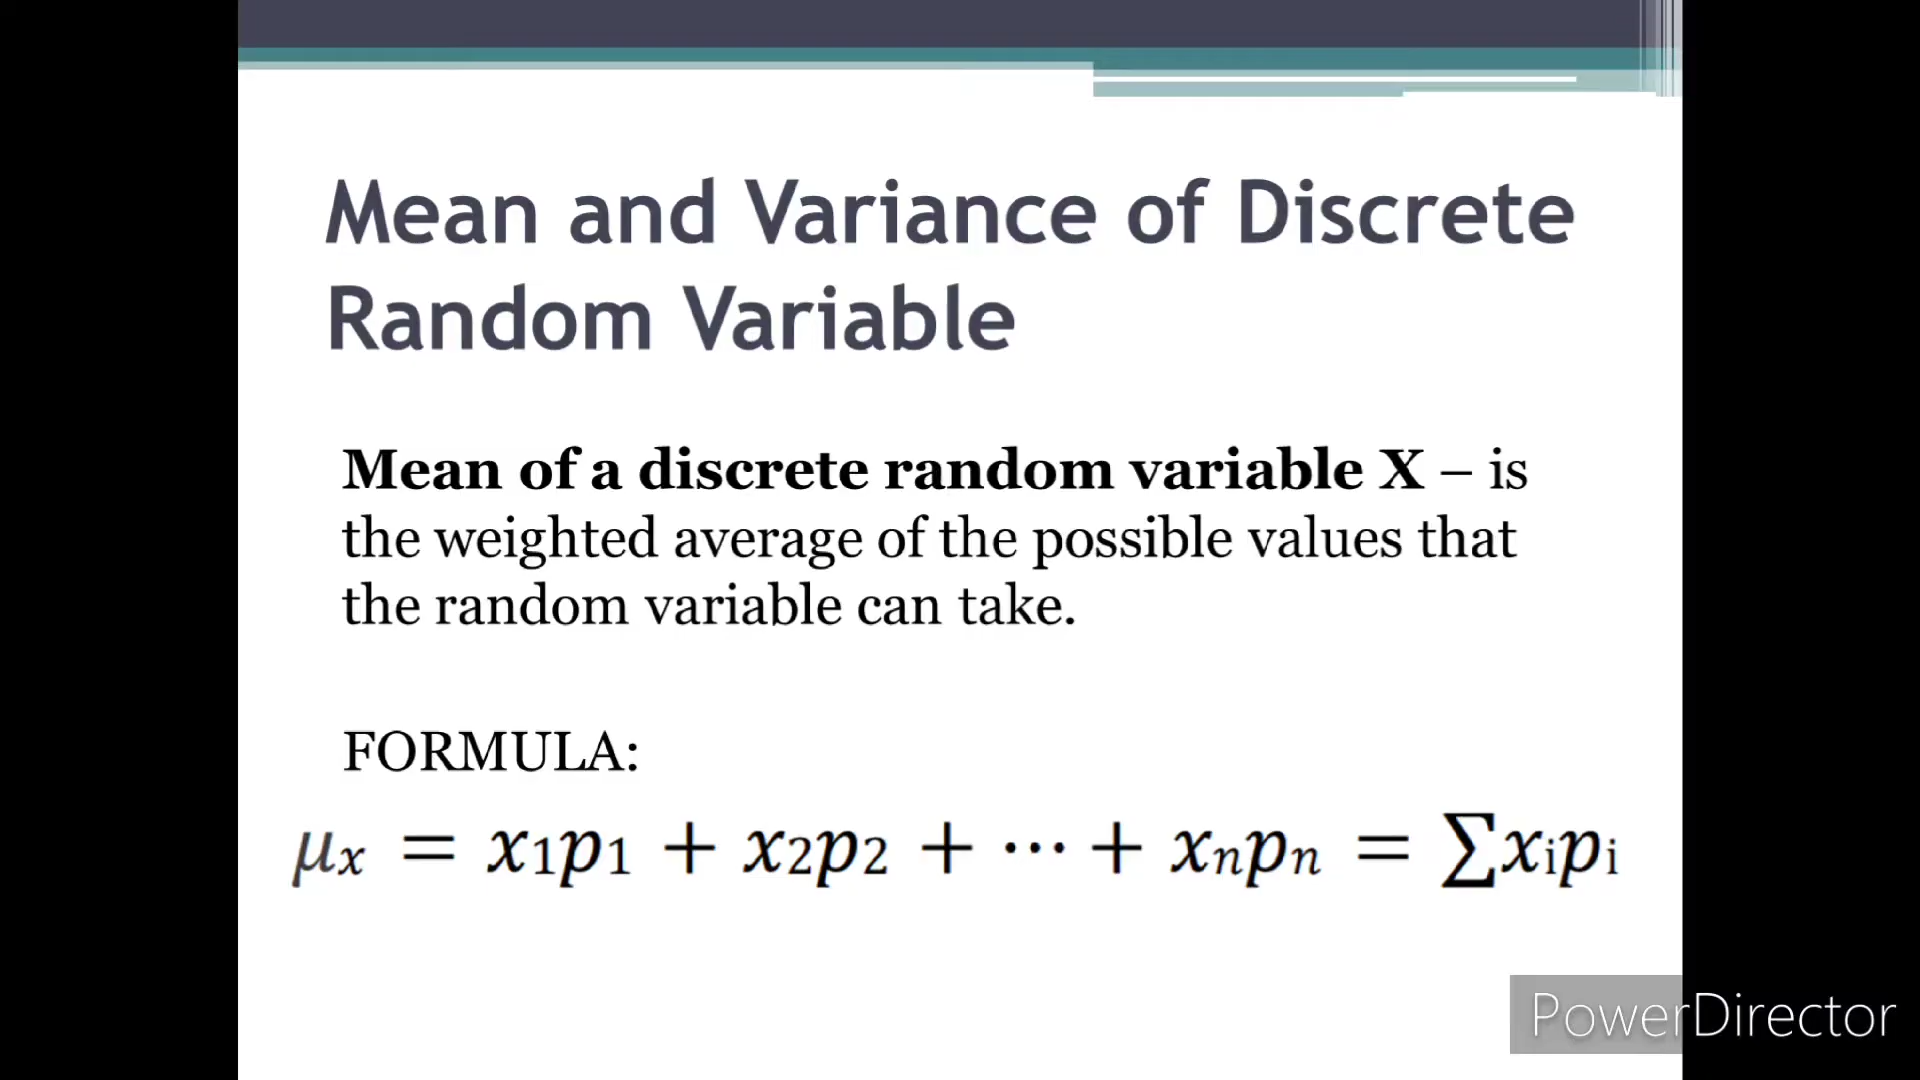 Mean and Variance of Discrete
Random Variable
Mean of a discrete random variable X – is
the weighted average of the possible values that
the random variable can take.
FORMULA:
μₓ = x₁p₁ + x₂p₂ + ⋯ + xₙpₙ = ∑xᵢpᵢ
PowerDirector